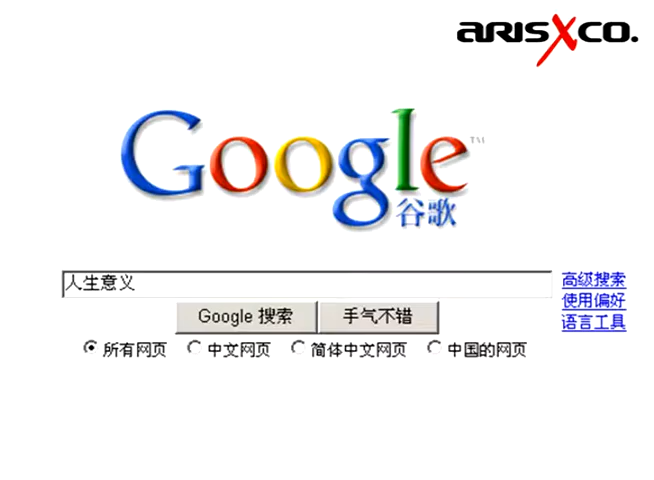 ARISXCO.
Google™
谷歌
人生意义
高级搜索
使用偏好
语言工具
Google 搜索
手气不错
所有网页
中文网页
简体中文网页
中国的网页